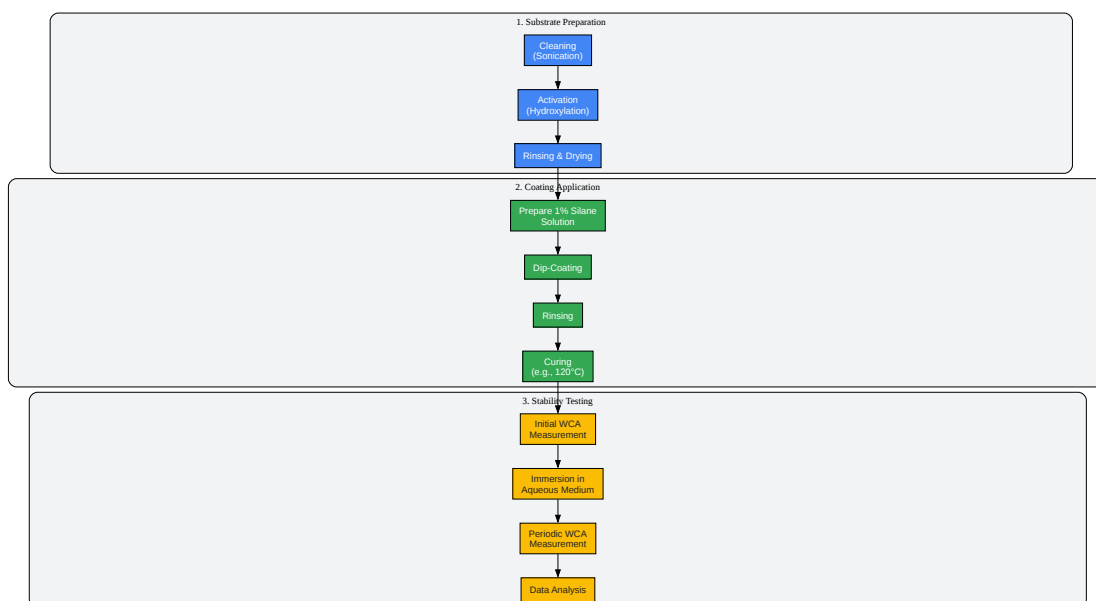 1. Substrate Preparation
Cleaning
(Sonication)
Activation
(Hydroxylation)
Rinsing & Drying
2. Coating Application
Prepare 1% Silane
Solution
Dip-Coating
Rinsing
Curing
(e.g., 120°C)
3. Stability Testing
Initial WCA
Measurement
Immersion in
Aqueous Medium
Periodic WCA
Measurement
Data Analysis